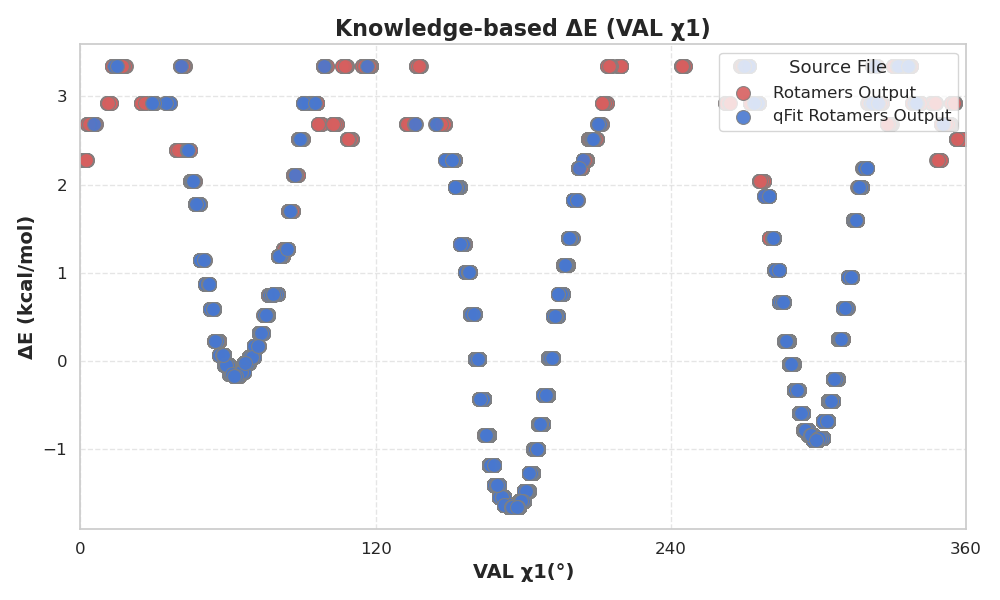 Knowledge-based ΔE (VAL χ1)
Source File
Rotamers Output
qFit Rotamers Output
ΔE (kcal/mol)
3
2
1
0
−1
0
120
240
360
VAL χ1(°)